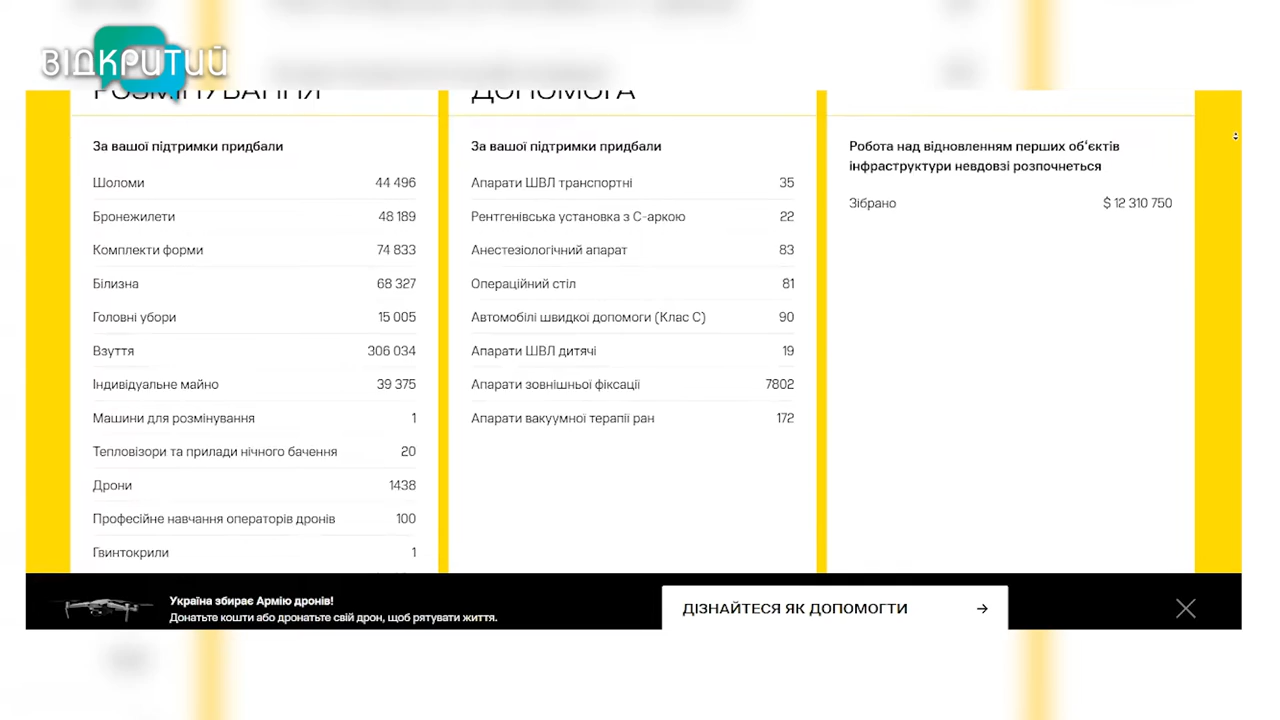 ВІДКРИТИЙ
РОЗМІНУВАННЯ
ДОПОМОГА
За вашої підтримки придбали
Шоломи 44 496
Бронежилети 48 189
Комплекти форми 74 833
Білизна 68 327
Головні убори 15 005
Взуття 306 034
Індивідуальне майно 39 375
Машини для розмінування 1
Тепловізори та прилади нічного бачення 20
Дрони 1438
Професійне навчання операторів дронів 100
Гвинтокрили 1
За вашої підтримки придбали
Апарати ШВЛ транспортні 35
Рентгенівська установка з С-аркою 22
Анестезіологічний апарат 83
Операційний стіл 81
Автомобілі швидкої допомоги (Клас С) 90
Апарати ШВЛ дитячі 19
Апарати зовнішньої фіксації 7802
Апарати вакуумної терапії ран 172
Робота над відновленням перших об‘єктів
інфраструктури невдовзі розпочнеться
Зібрано $ 12 310 750
Україна збирає Армію дронів!
Донатьте кошти або дронатьте свій дрон, щоб рятувати життя.
ДІЗНАЙТЕСЯ ЯК ДОПОМОГТИ →